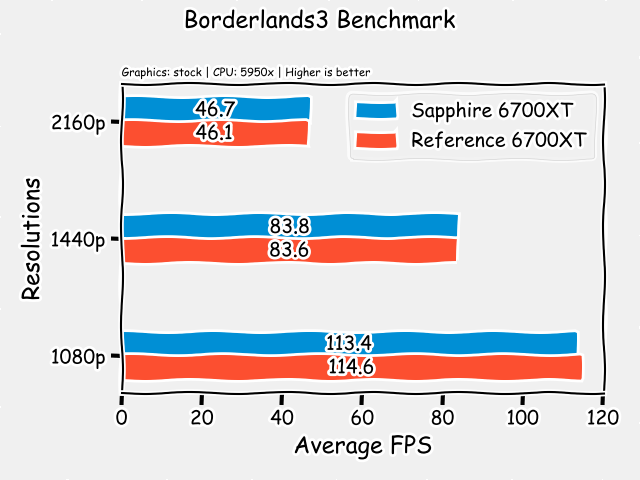 Borderlands3 Benchmark
Graphics: stock | CPU: 5950x | Higher is better
Sapphire 6700XT
Reference 6700XT
2160p
46.7
46.1
1440p
83.8
83.6
1080p
113.4
114.6
Resolutions
0 20 40 60 80 100 120
Average FPS